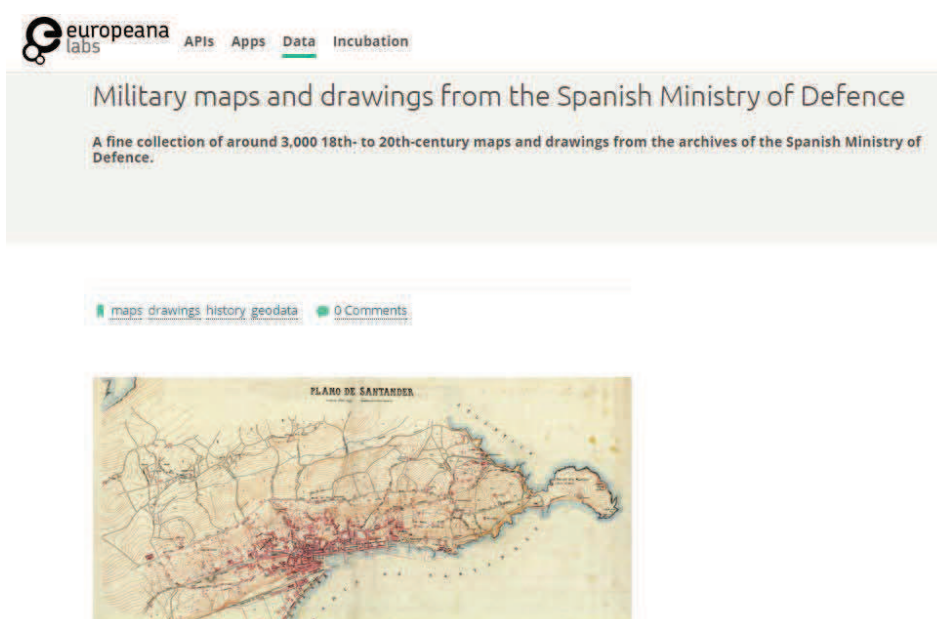 europeana
labs
APIs Apps Data Incubation
Military maps and drawings from the Spanish Ministry of Defence
A fine collection of around 3,000 18th- to 20th-century maps and drawings from the archives of the Spanish Ministry of
Defence.
maps drawings history geodata 0 Comments
PLANO DE SANTANDER